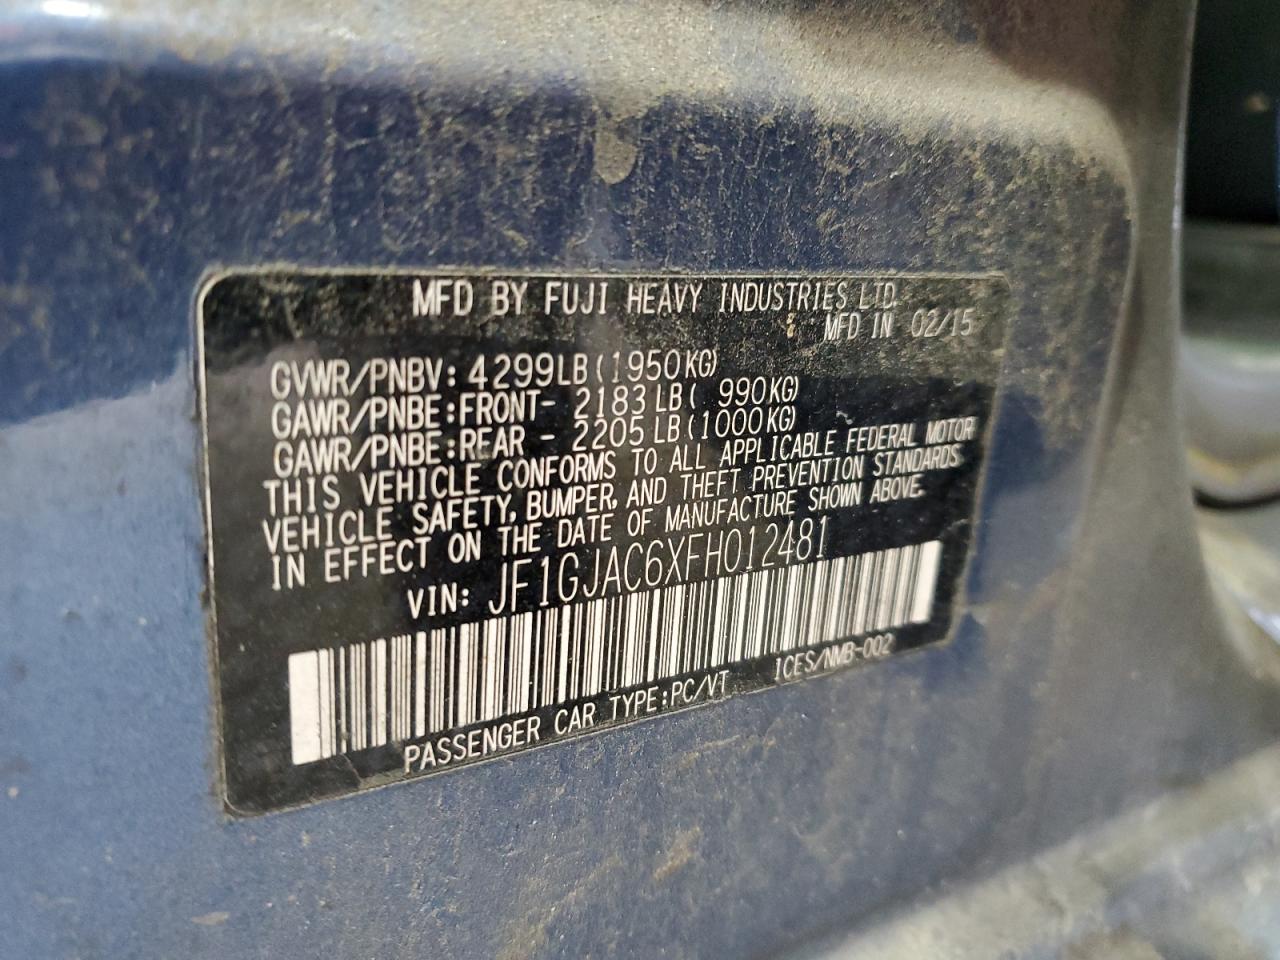 MFD BY FUJI HEAVY INDUSTRIES LTD.
MFD IN 02/15
GVWR/PNBV: 4299LB(1950KG)
GAWR/PNBE:FRONT- 2183LB( 990KG)
GAWR/PNBE:REAR - 2205LB(1000KG)
THIS VEHICLE CONFORMS TO ALL APPLICABLE FEDERAL MOTOR
VEHICLE SAFETY, BUMPER, AND THEFT PREVENTION STANDARDS
IN EFFECT ON THE DATE OF MANUFACTURE SHOWN ABOVE.
VIN: JF1GJAC6XFH012481
PASSENGER CAR TYPE:PC/VT ICES/NMB-002